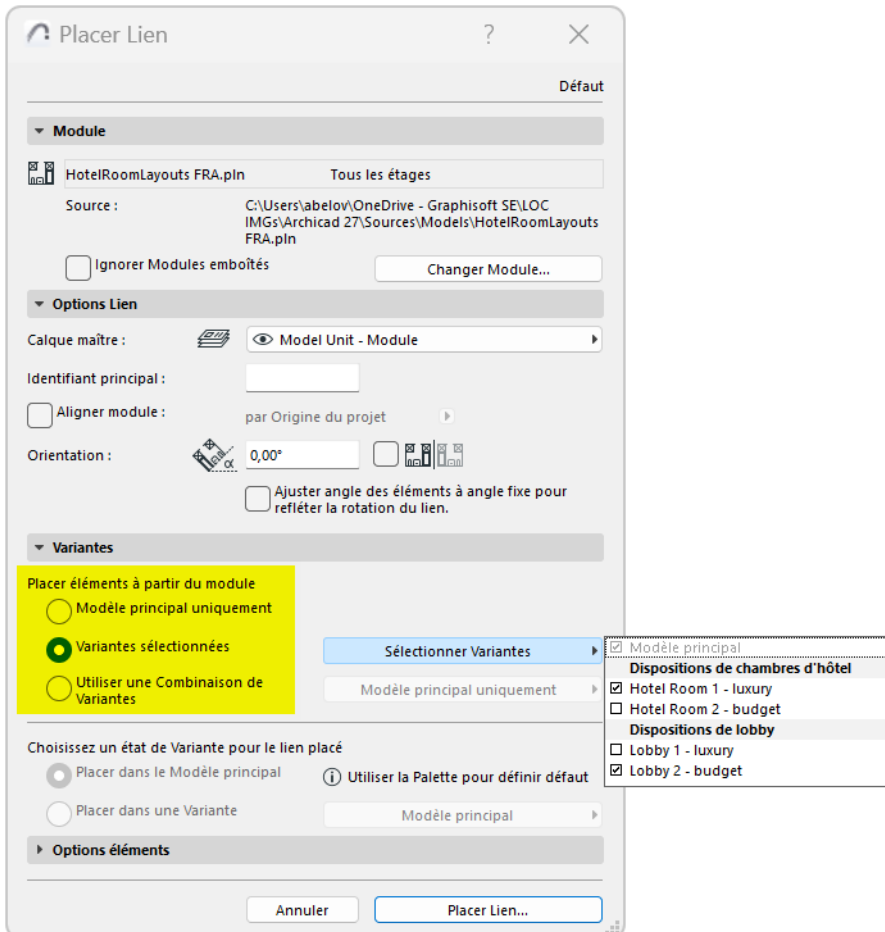 Placer Lien
?
Défaut
Module
HotelRoomLayouts FRA.pln Tous les étages
Source : C:\Users\abelov\OneDrive - Graphisoft SE\LOC
IMGs\Archicad 27\Sources\Models\HotelRoomLayouts
FRA.pln
Ignorer Modules emboîtés Changer Module...
Options Lien
Calque maître : Model Unit - Module
Identifiant principal :
Aligner module : par Origine du projet
Orientation : α 0,00°
Ajuster angle des éléments à angle fixe pour
refléter la rotation du lien.
Variantes
Placer éléments à partir du module
Modèle principal uniquement
Variantes sélectionnées Sélectionner Variantes
Utiliser une Combinaison de
Variantes
Modèle principal uniquement
Modèle principal
Dispositions de chambres d'hôtel
Hotel Room 1 - luxury
Hotel Room 2 - budget
Dispositions de lobby
Lobby 1 - luxury
Lobby 2 - budget
Choisissez un état de Variante pour le lien placé
Placer dans le Modèle principal Utiliser la Palette pour définir défaut
Placer dans une Variante Modèle principal
Options éléments
Annuler Placer Lien...